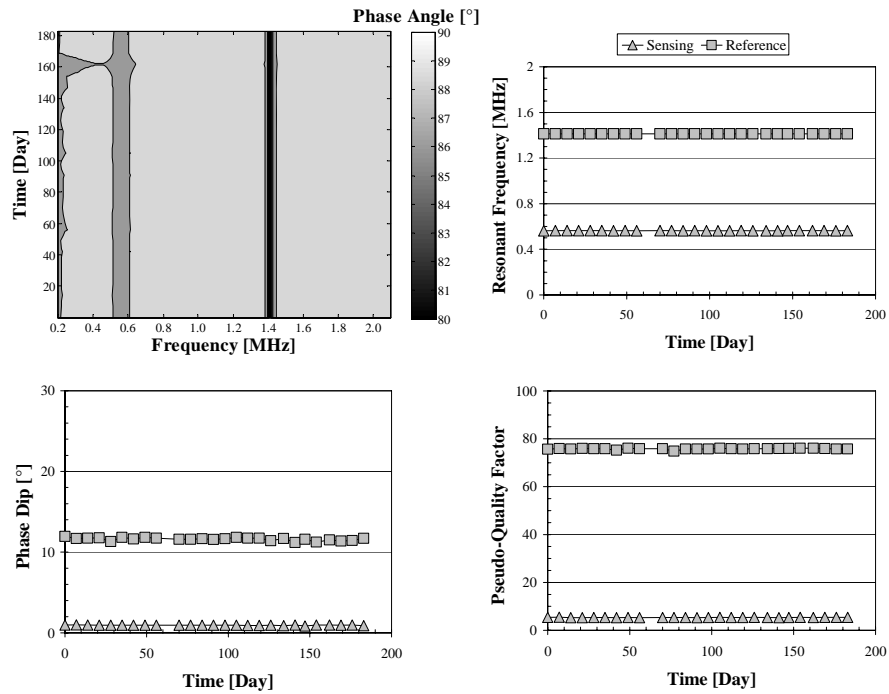 Phase Angle [°]
180
160
140
120
100
80
60
40
20
Time [Day]
0.2 0.4 0.6 0.8 1.0 1.2 1.4 1.6 1.8 2.0
Frequency [MHz]
90
89
88
87
86
85
84
83
82
81
80
Sensing Reference
2
1.6
1.2
0.8
0.4
0
Resonant Frequency [MHz]
0 50 100 150 200
Time [Day]
30
20
10
0
Phase Dip [°]
0 50 100 150 200
Time [Day]
100
80
60
40
20
0
Pseudo-Quality Factor
0 50 100 150 200
Time [Day]